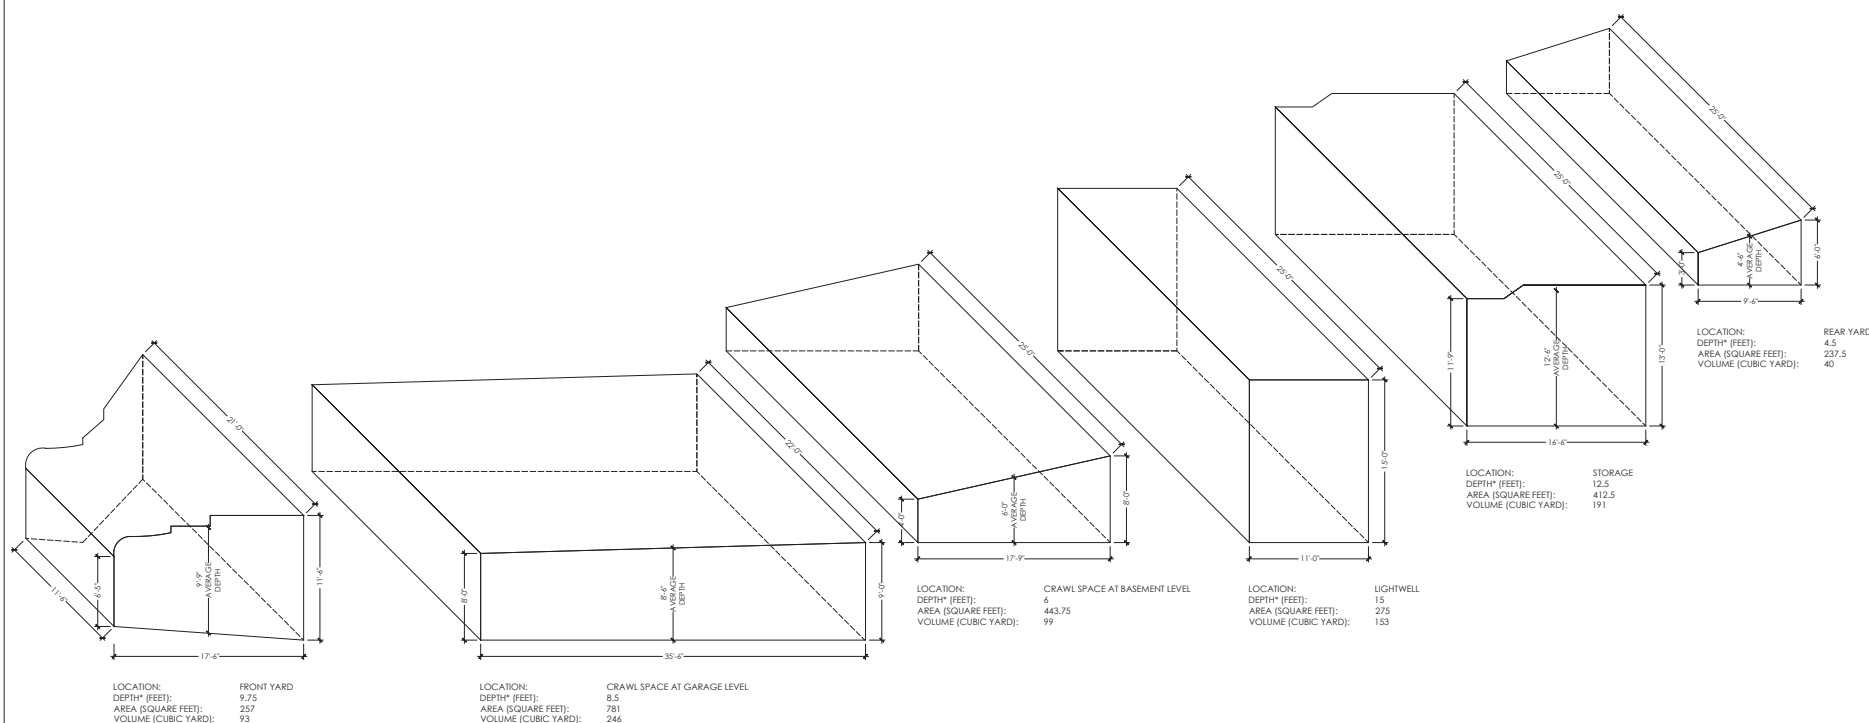 21'-0"
11'-6"
6'-5"
9'-9"
AVERAGE
DEPTH
11'-6"
17'-6"
LOCATION: FRONT YARD
DEPTH* (FEET): 9.75
AREA (SQUARE FEET): 257
VOLUME (CUBIC YARD): 93
22'-0"
8'-0"
8'-6"
AVERAGE
DEPTH
9'-0"
35'-6"
LOCATION: CRAWL SPACE AT GARAGE LEVEL
DEPTH* (FEET): 8.5
AREA (SQUARE FEET): 781
VOLUME (CUBIC YARD): 246
25'-0"
4'-0"
6'-0"
AVERAGE
DEPTH
8'-0"
17'-9"
LOCATION: CRAWL SPACE AT BASEMENT LEVEL
DEPTH* (FEET): 6
AREA (SQUARE FEET): 443.75
VOLUME (CUBIC YARD): 99
25'-0"
15'-0"
11'-0"
LOCATION: LIGHTWELL
DEPTH* (FEET): 15
AREA (SQUARE FEET): 275
VOLUME (CUBIC YARD): 153
25'-0"
11'-9"
12'-6"
AVERAGE
DEPTH
13'-0"
16'-6"
LOCATION: STORAGE
DEPTH* (FEET): 12.5
AREA (SQUARE FEET): 412.5
VOLUME (CUBIC YARD): 191
25'-0"
3'-0"
4'-6"
AVERAGE
DEPTH
6'-0"
9'-6"
LOCATION: REAR YARD
DEPTH* (FEET): 4.5
AREA (SQUARE FEET): 237.5
VOLUME (CUBIC YARD): 40